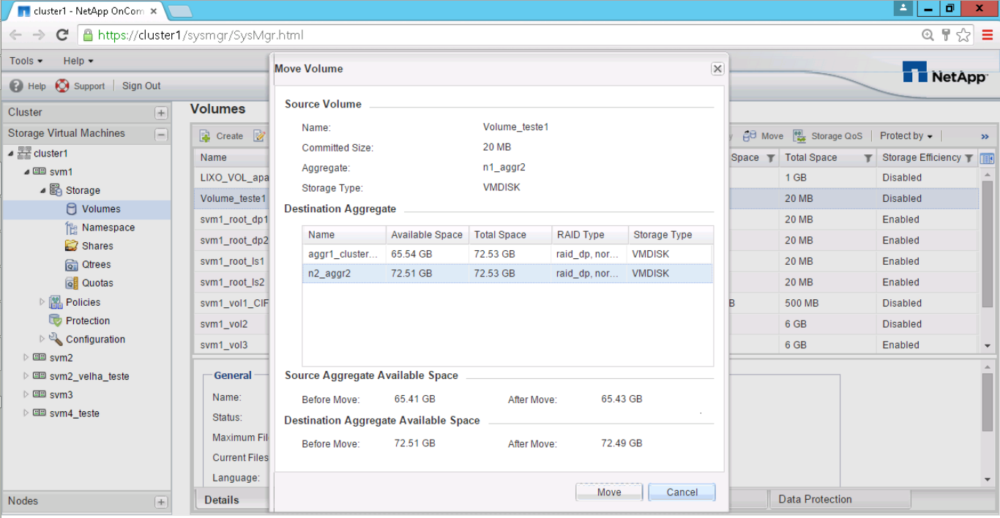 cluster1 - NetApp OnCom
https://cluster1/sysmgr/SysMgr.html
Tools Help
Help Support Sign Out
NetApp
Cluster
Storage Virtual Machines
cluster1
svm1
Storage
Volumes
Namespace
Shares
Qtrees
Quotas
Policies
Protection
Configuration
svm2
svm2_velha_teste
svm3
svm4_teste
Nodes
Volumes
Create
Move Storage QoS Protect by »
Name
Space Total Space Storage Efficiency
LIXO_VOL_apa 1 GB Disabled
Volume_teste1 20 MB Disabled
svm1_root_dp1 20 MB Enabled
svm1_root_dp2 20 MB Enabled
svm1_root_ls1 20 MB Enabled
svm1_root_ls2 20 MB Enabled
svm1_vol1_CIF B 500 MB Disabled
svm1_vol2 6 GB Disabled
svm1_vol3 6 GB Enabled
General
Name:
Status:
Maximum Fil
Current Files
Language:
Details
Data Protection
Move Volume
Source Volume
Name: Volume_teste1
Committed Size: 20 MB
Aggregate: n1_aggr2
Storage Type: VMDISK
Destination Aggregate
Name Available Space Total Space RAID Type Storage Type
aggr1_cluster... 65.54 GB 72.53 GB raid_dp, nor... VMDISK
n2_aggr2 72.51 GB 72.53 GB raid_dp, nor... VMDISK
Source Aggregate Available Space
Before Move: 65.41 GB After Move: 65.43 GB
Destination Aggregate Available Space
Before Move: 72.51 GB After Move: 72.49 GB
Move Cancel